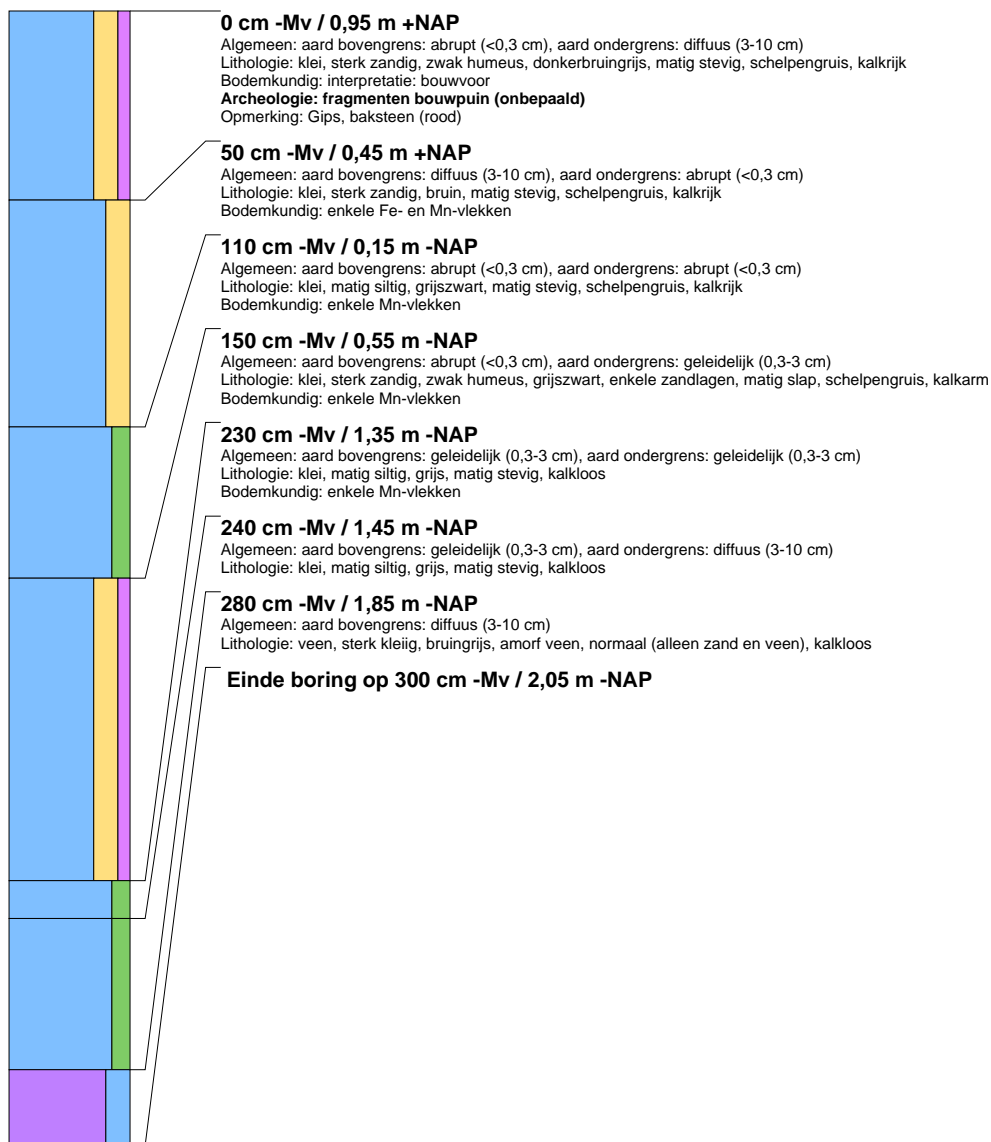 0 cm -Mv / 0,95 m +NAP
Algemeen: aard bovengrens: abrupt (<0,3 cm), aard ondergrens: diffuus (3-10 cm)
Lithologie: klei, sterk zandig, zwak humeus, donkerbruingrijs, matig stevig, schelpengruis, kalkrijk
Bodemkundig: interpretatie: bouwvoor
Archeologie: fragmenten bouwpuin (onbepaald)
Opmerking: Gips, baksteen (rood)
50 cm -Mv / 0,45 m +NAP
Algemeen: aard bovengrens: diffuus (3-10 cm), aard ondergrens: abrupt (<0,3 cm)
Lithologie: klei, sterk zandig, bruin, matig stevig, schelpengruis, kalkrijk
Bodemkundig: enkele Fe- en Mn-vlekken
110 cm -Mv / 0,15 m -NAP
Algemeen: aard bovengrens: abrupt (<0,3 cm), aard ondergrens: abrupt (<0,3 cm)
Lithologie: klei, matig siltig, grijszwart, matig stevig, schelpengruis, kalkrijk
Bodemkundig: enkele Mn-vlekken
150 cm -Mv / 0,55 m -NAP
Algemeen: aard bovengrens: abrupt (<0,3 cm), aard ondergrens: geleidelijk (0,3-3 cm)
Lithologie: klei, sterk zandig, zwak humeus, grijszwart, enkele zandlagen, matig slap, schelpengruis, kalkarm
Bodemkundig: enkele Mn-vlekken
230 cm -Mv / 1,35 m -NAP
Algemeen: aard bovengrens: geleidelijk (0,3-3 cm), aard ondergrens: geleidelijk (0,3-3 cm)
Lithologie: klei, matig siltig, grijs, matig stevig, kalkloos
Bodemkundig: enkele Mn-vlekken
240 cm -Mv / 1,45 m -NAP
Algemeen: aard bovengrens: geleidelijk (0,3-3 cm), aard ondergrens: diffuus (3-10 cm)
Lithologie: klei, matig siltig, grijs, matig stevig, kalkloos
280 cm -Mv / 1,85 m -NAP
Algemeen: aard bovengrens: diffuus (3-10 cm)
Lithologie: veen, sterk kleiig, bruingrijs, amorf veen, normaal (alleen zand en veen), kalkloos
Einde boring op 300 cm -Mv / 2,05 m -NAP